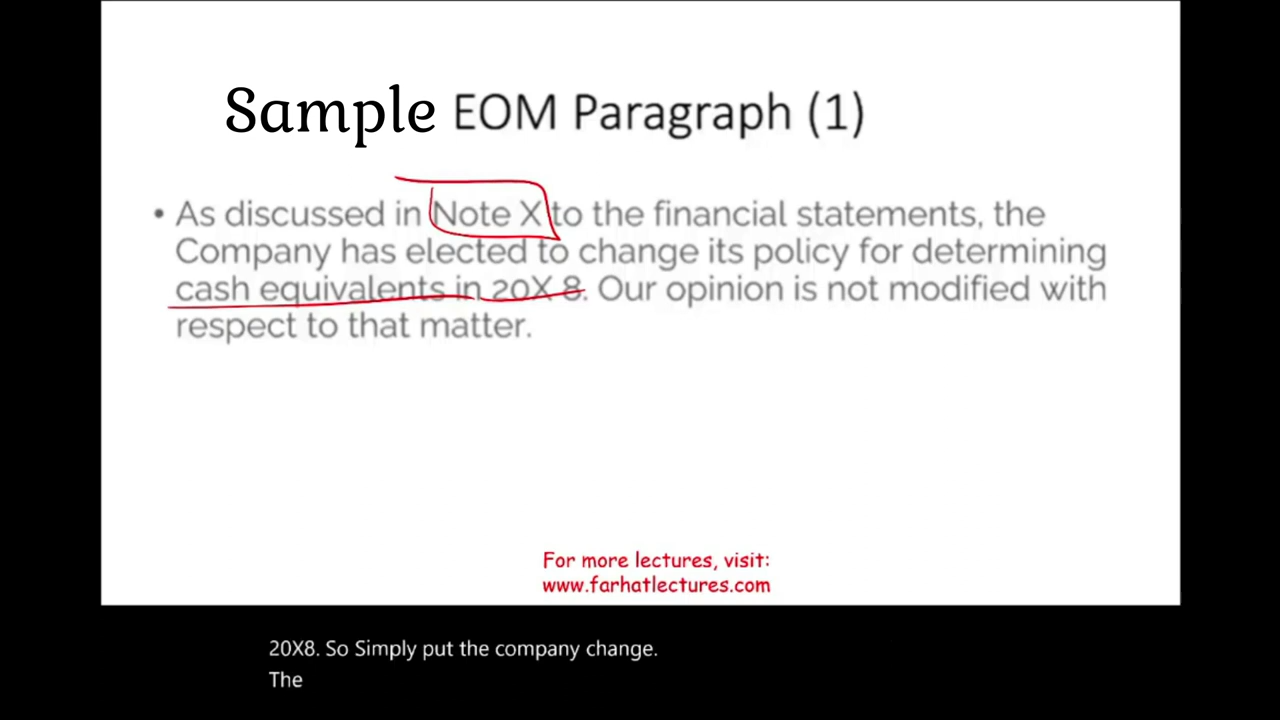 Sample EOM Paragraph (1)
• As discussed in Note X to the financial statements, the
Company has elected to change its policy for determining
cash equivalents in 20X 8. Our opinion is not modified with
respect to that matter.
For more lectures, visit:
www.farhatlectures.com
20X8. So Simply put the company change.
The